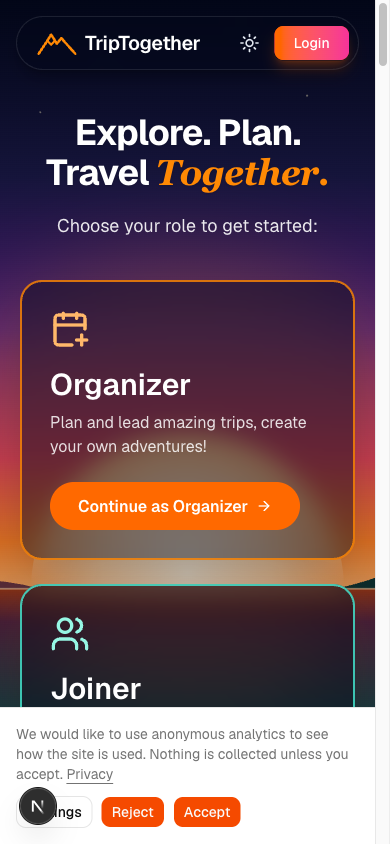 TripTogether
Login
Explore. Plan.
Travel Together.
Choose your role to get started:
Organizer
Plan and lead amazing trips, create
your own adventures!
Continue as Organizer →
Joiner
We would like to use anonymous analytics to see
how the site is used. Nothing is collected unless you
accept. Privacy
N
Reject
Accept